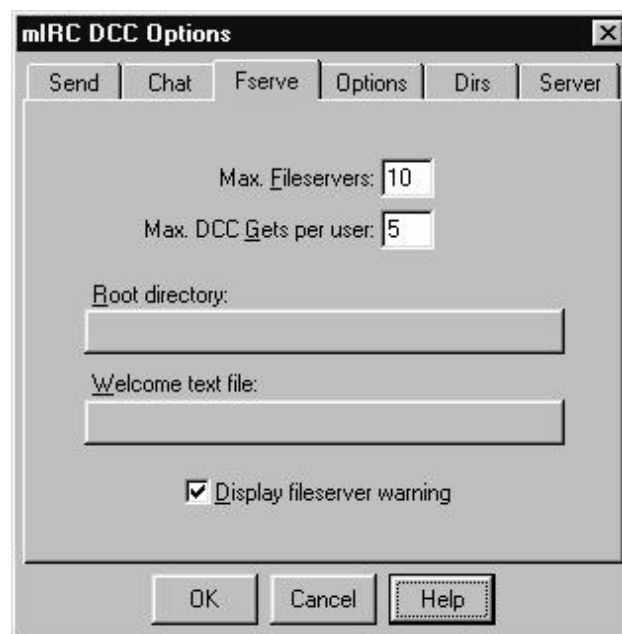 mIRC DCC Options
Send Chat Fserve Options Dirs Server
Max. Fileservers: 10
Max. DCC Gets per user: 5
Root directory:
Welcome text file:
Display fileserver warning
OK Cancel Help